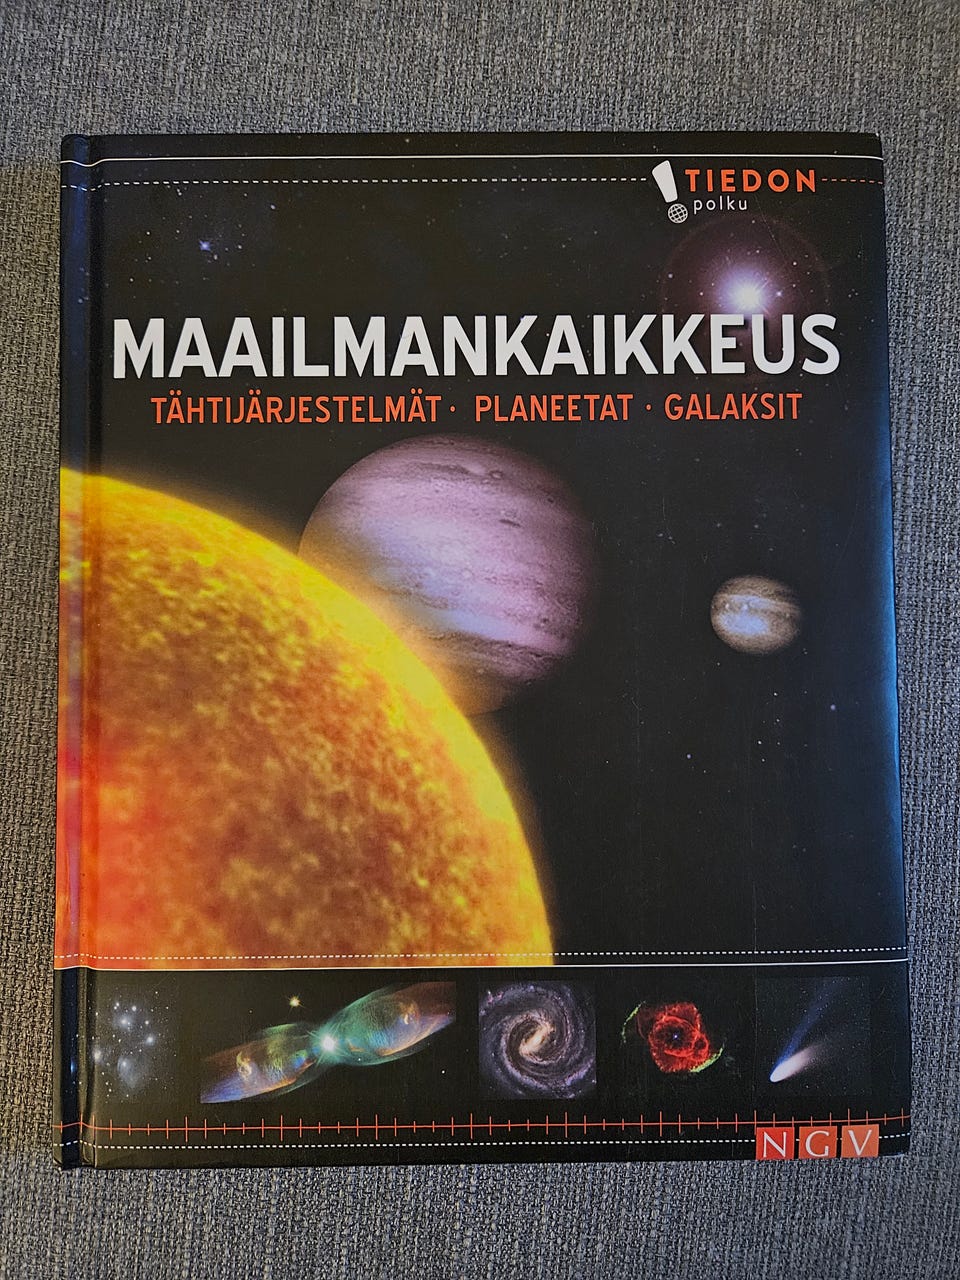 TIEDON
polku
MAAILMANKAIKKEUS
TÄHTIJÄRJESTELMÄT · PLANEETAT · GALAKSIT
NGV